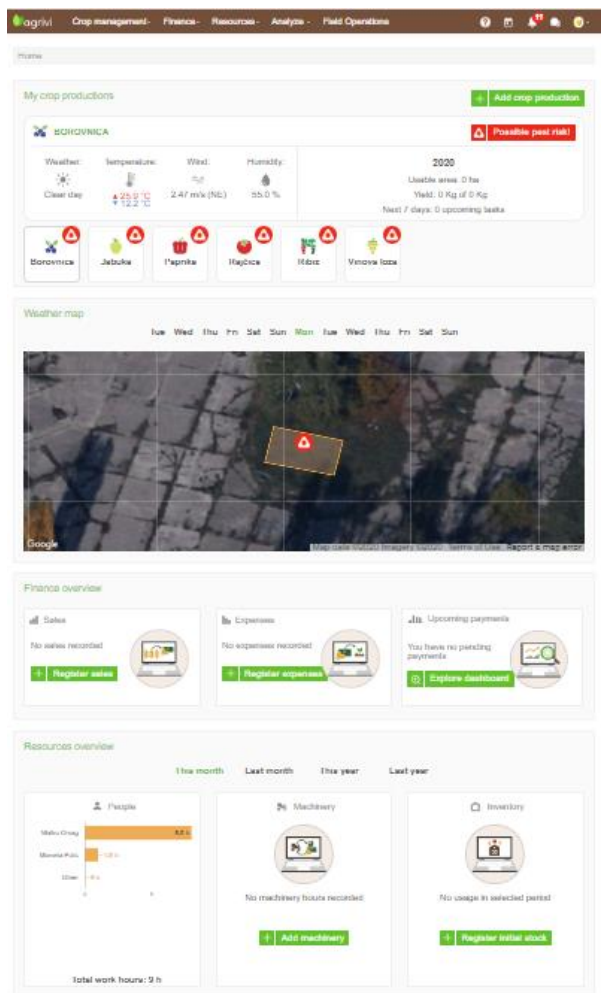 agrivi Crop management Finance Resources Analyze Field Operations
Home
My crop productions
+ Add crop production
BOROVNICA
Possible pest risk!
Weather: Temperature: Wind: Humidity:
2020
Clear day
25.9 °C
12.2 °C
2.47 m/s (NE)
55.0 %
Usable area: 0 ha
Yield: 0 Kg of 0 Kg
Next 7 days: 0 upcoming tasks
Borovnica Jabuka Paprika Rajčica Ribiz Vinova loza
Weather map
Tue Wed Thu Fri Sat Sun Mon Tue Wed Thu Fri Sat Sun
Google
Map data ©2020 Imagery ©2020 Terms of Use Report a map error
Finance overview
Sales
No sales recorded
+ Register sales
Expenses
No expenses recorded
+ Register expenses
Upcoming payments
You have no pending
payments
Explore dashboard
Resources overview
This month Last month This year Last year
People
Other
Total work hours: 9 h
Machinery
No machinery hours recorded
+ Add machinery
Inventory
No usage in selected period
+ Register initial stock